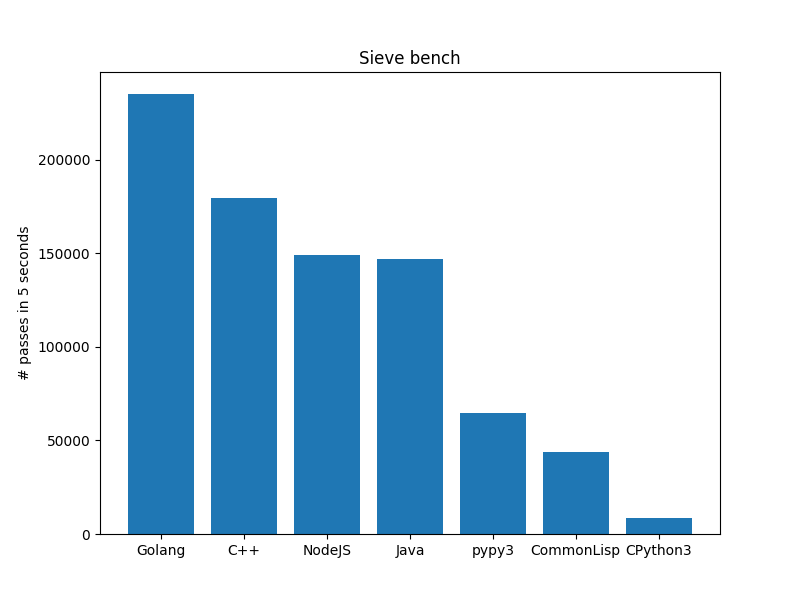 Sieve bench
# passes in 5 seconds
200000
150000
100000
50000
0
Golang C++ NodeJS Java pypy3 CommonLisp CPython3